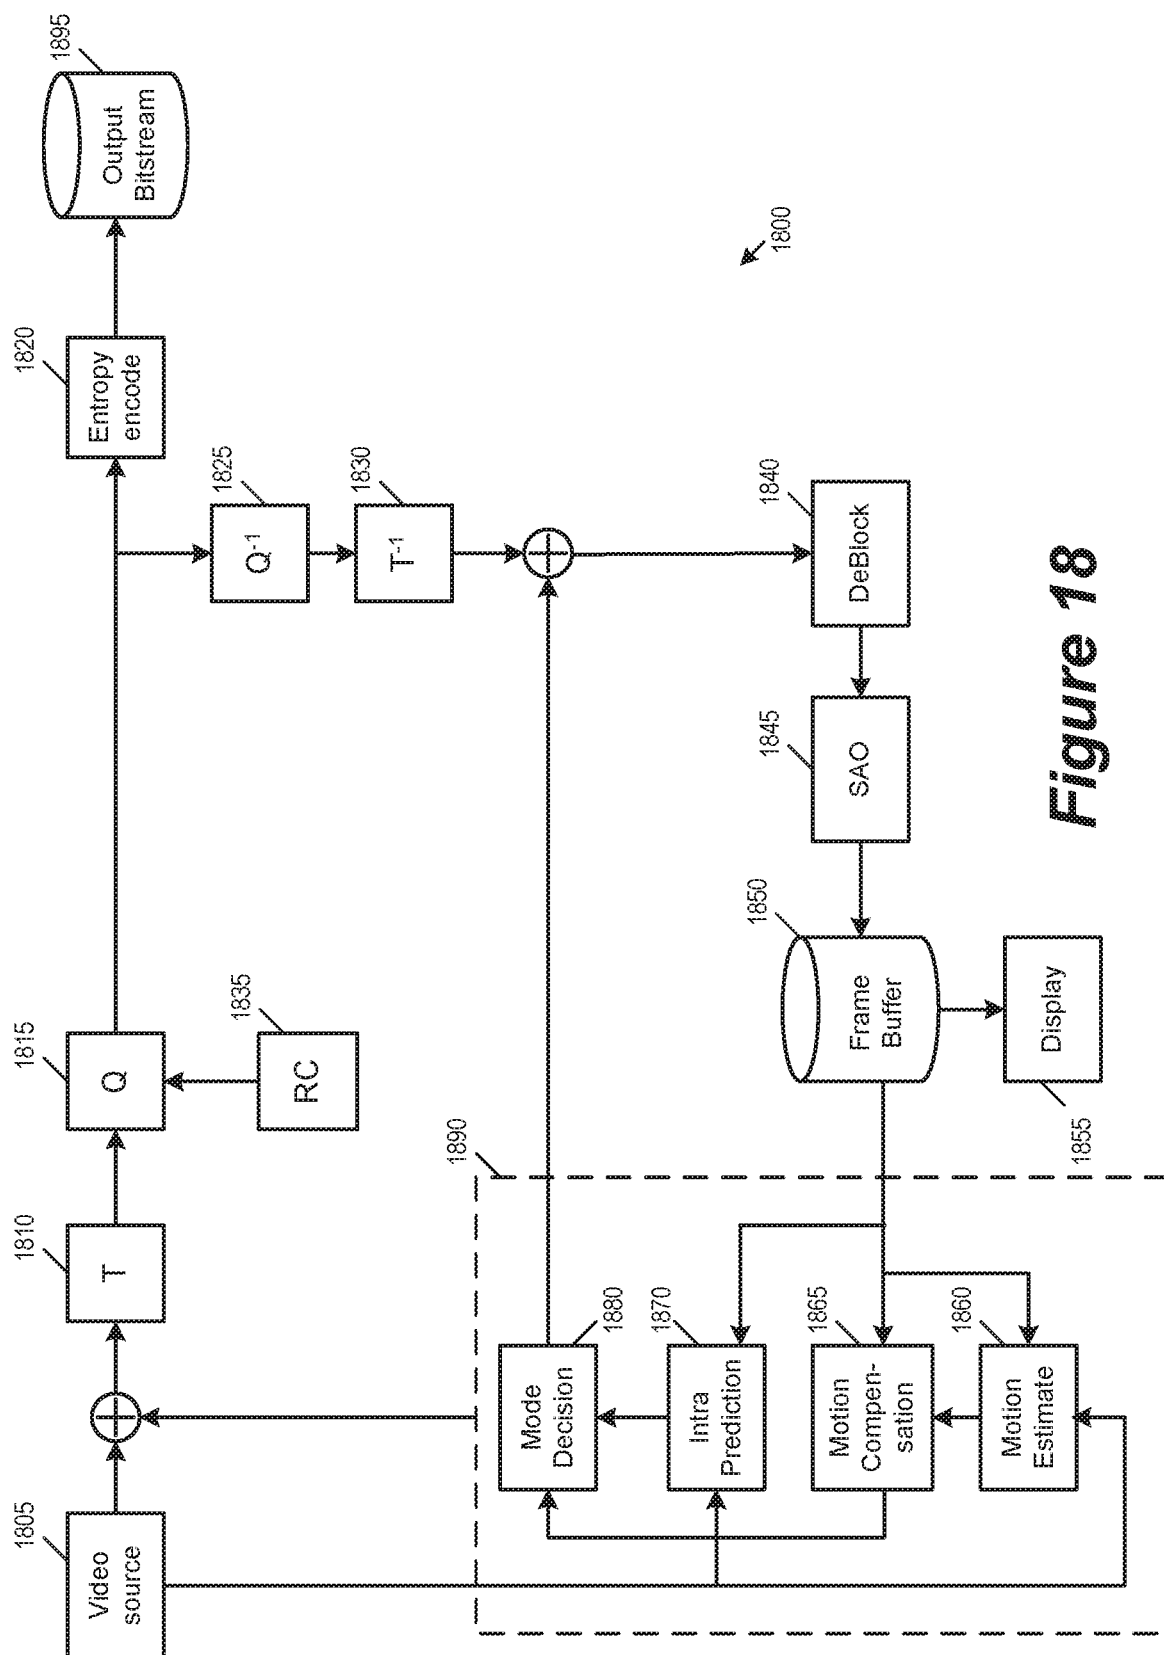 1805
Video
source
1810
T
1815
Q
1835
RC
1820
Entropy
encode
1895
Output
Bitstream
1825
Q-1
1830
T-1
1890
1880
Mode
Decision
1870
Intra
Prediction
1865
Motion
Compen-
sation
1860
Motion
Estimate
1850
Frame
Buffer
1855
Display
1845
SAO
1840
DeBlock
1800
Figure 18